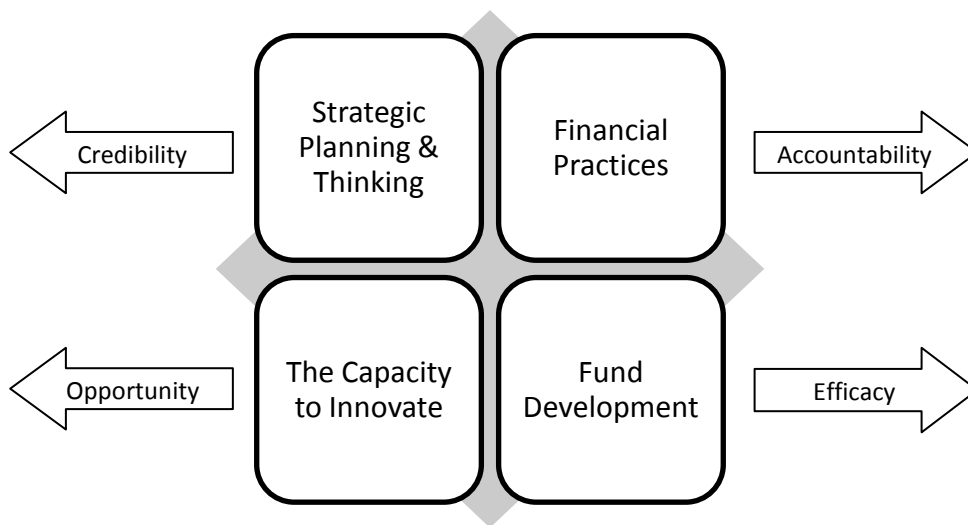 Credibility
Strategic
Planning &
Thinking
Financial
Practices
Accountability
Opportunity
The Capacity
to Innovate
Fund
Development
Efficacy